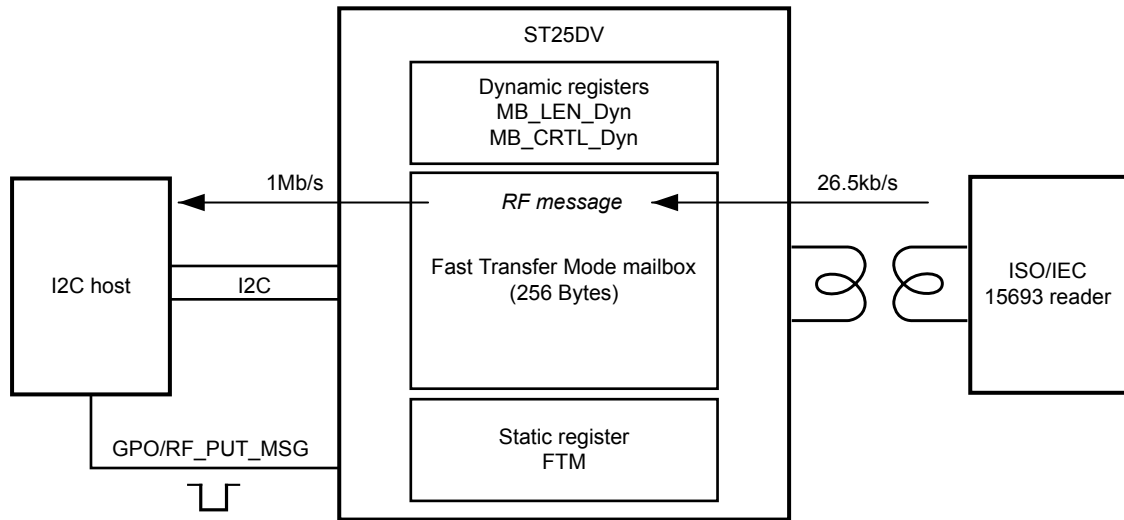 ST25DV
Dynamic registers
MB_LEN_Dyn
MB_CRTL_Dyn
1Mb/s
RF message
26.5kb/s
I2C host
I2C
Fast Transfer Mode mailbox
(256 Bytes)
ISO/IEC
15693 reader
GPO/RF_PUT_MSG
Static register
FTM